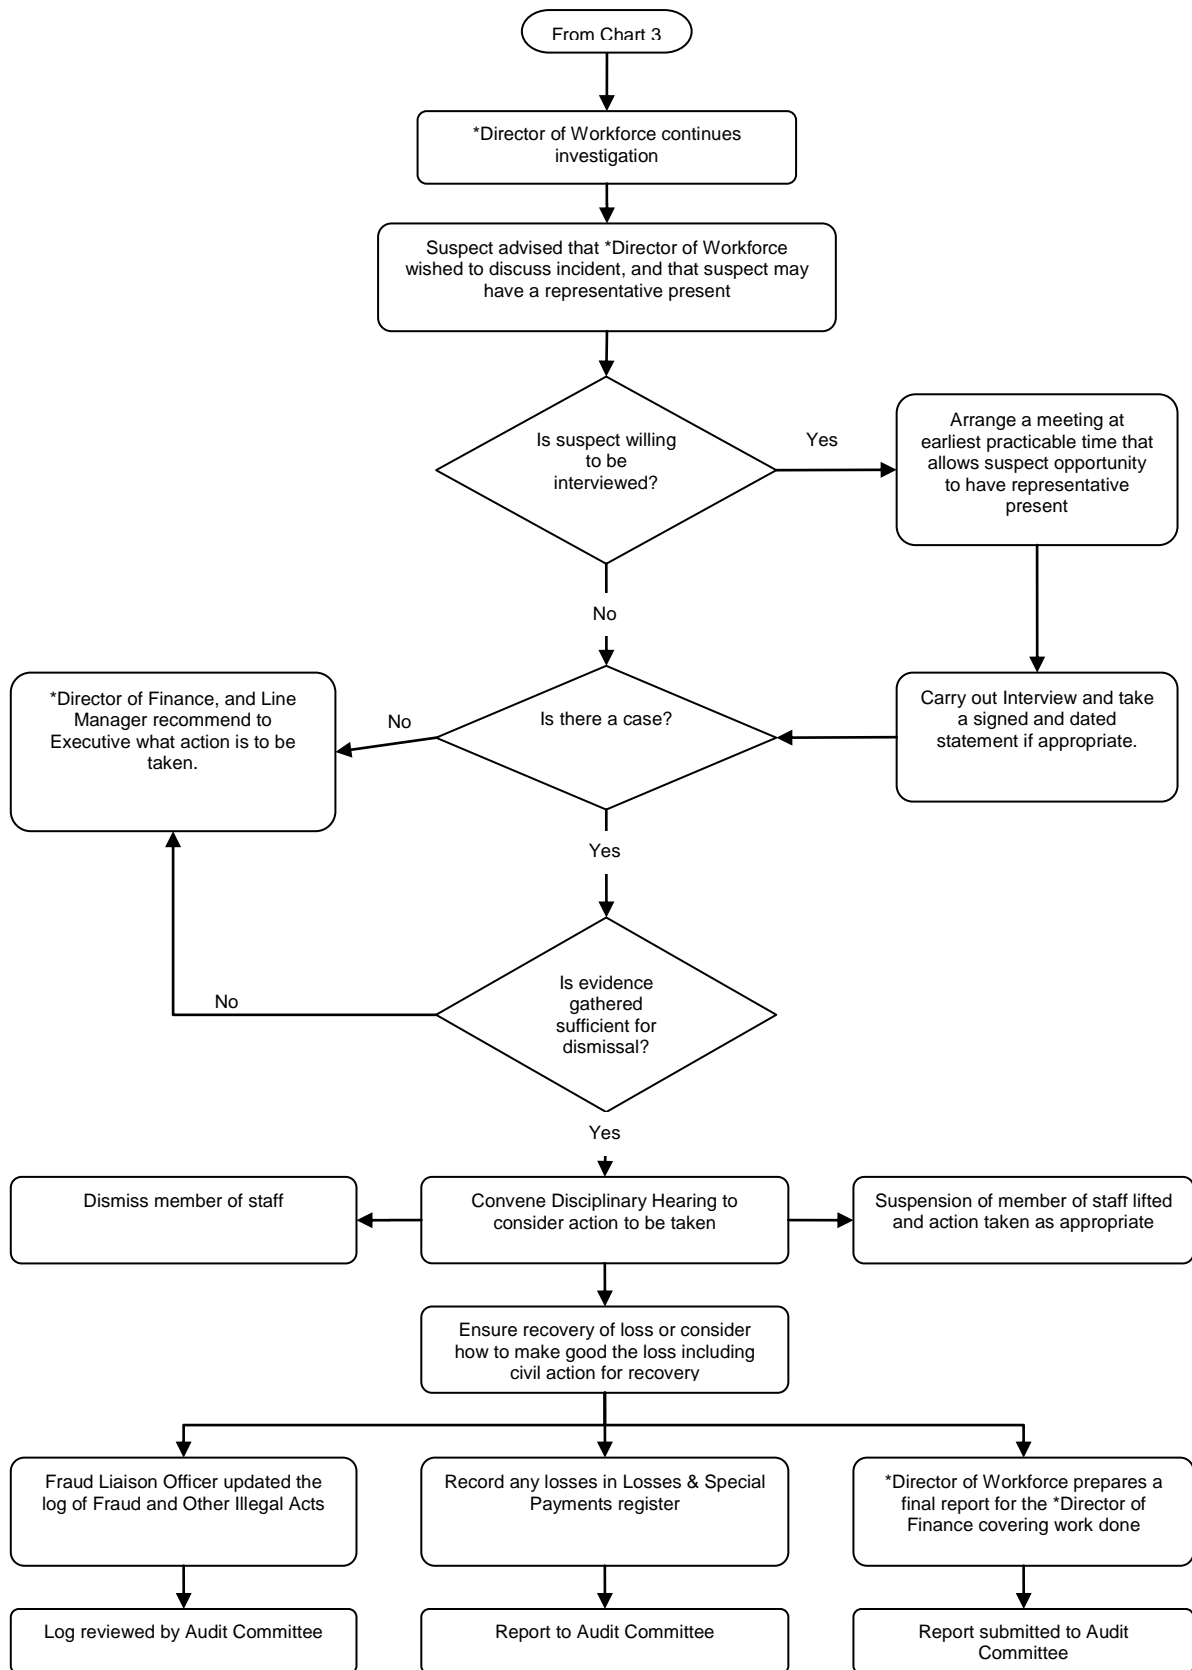 From Chart 3
*Director of Workforce continues
investigation
Suspect advised that *Director of Workforce
wished to discuss incident, and that suspect may
have a representative present
Is suspect willing
to be
interviewed?
Yes
Arrange a meeting at
earliest practicable time that
allows suspect opportunity
to have representative
present
No
*Director of Finance, and Line
Manager recommend to
Executive what action is to be
taken.
No
Is there a case?
Carry out Interview and take
a signed and dated
statement if appropriate.
Yes
Is evidence
gathered
sufficient for
dismissal?
No
Yes
Dismiss member of staff
Convene Disciplinary Hearing to
consider action to be taken
Suspension of member of staff lifted
and action taken as appropriate
Ensure recovery of loss or consider
how to make good the loss including
civil action for recovery
Fraud Liaison Officer updated the
log of Fraud and Other Illegal Acts
Record any losses in Losses & Special
Payments register
*Director of Workforce prepares a
final report for the *Director of
Finance covering work done
Log reviewed by Audit Committee
Report to Audit Committee
Report submitted to Audit
Committee